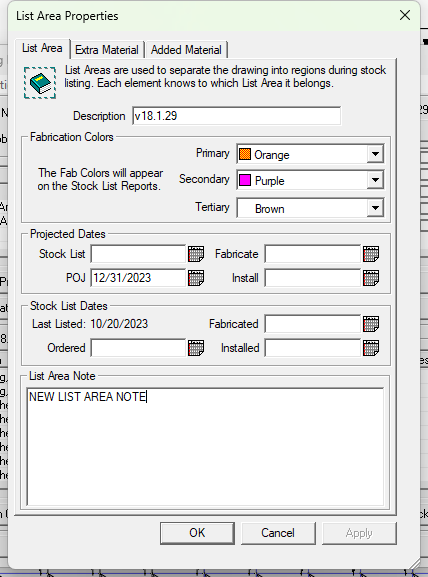 List Area Properties
List Area
Extra Material
Added Material
List Areas are used to separate the drawing into regions during stock
listing. Each element knows to which List Area it belongs.
Description v18.1.29
Fabrication Colors
The Fab Colors will appear
on the Stock List Reports.
Primary Orange
Secondary Purple
Tertiary Brown
Projected Dates
Stock List Fabricate
POJ 12/31/2023 Install
Stock List Dates
Last Listed: 10/20/2023 Fabricated
Ordered Installed
List Area Note
NEW LIST AREA NOTE
OK Cancel Apply